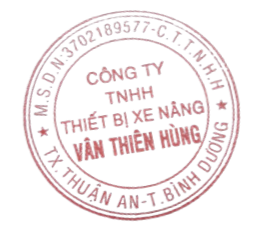 M.S.D.N:3702189577-C.T.T.N.H.H
CÔNG TY
TNHH
THIẾT BỊ XE NÂNG
VÂN THIÊN HÙNG
TX.THUẬN AN-T.BÌNH DƯƠNG